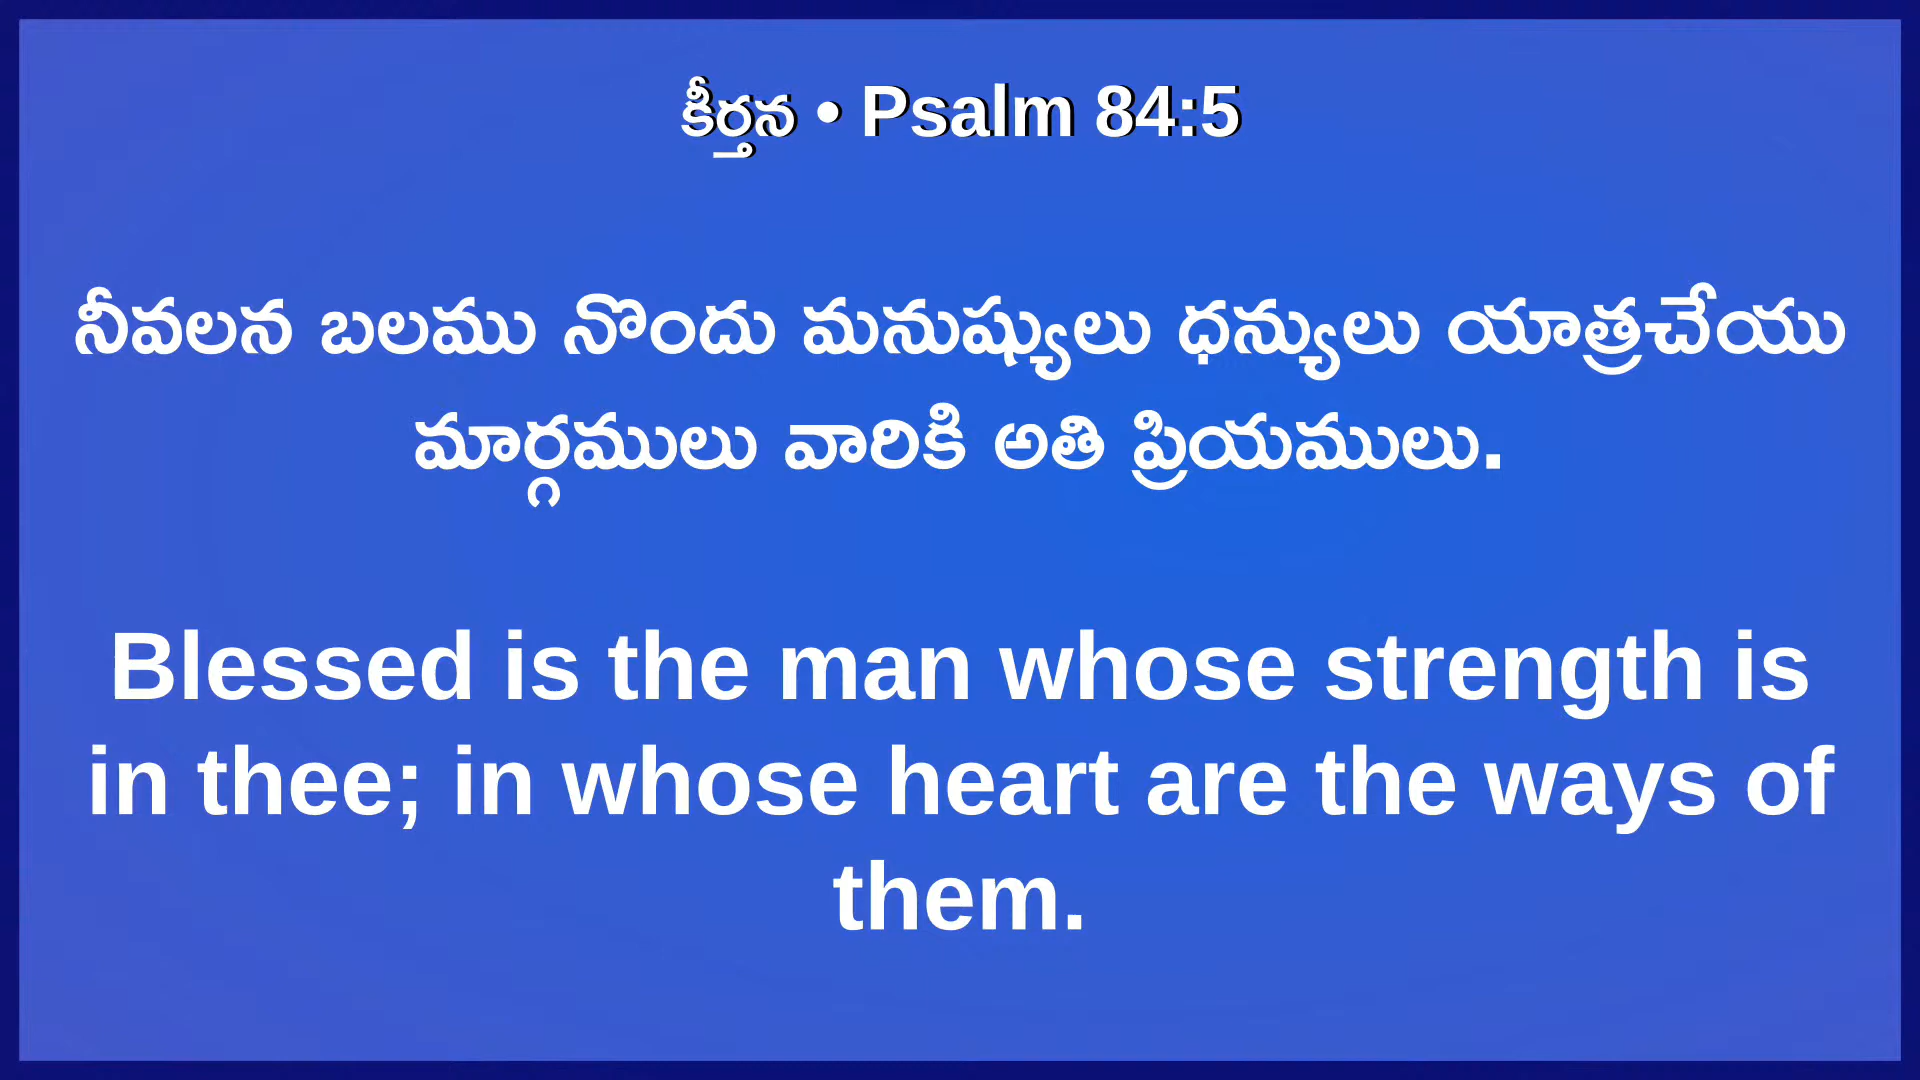 కీర్తన • Psalm 84:5
నీవలన బలము నొందు మనుష్యులు ధన్యులు యాత్రచేయు
మార్గములు వారికి అతి ప్రియములు.
Blessed is the man whose strength is
in thee; in whose heart are the ways of
them.